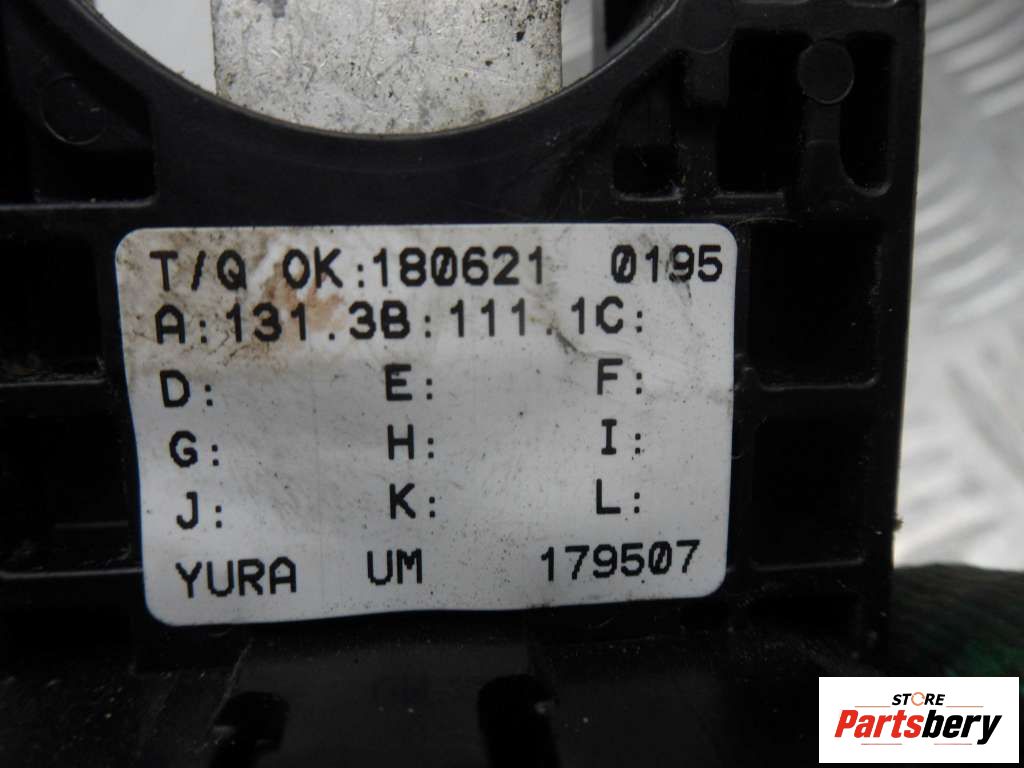 T/Q OK:180621 0195
A:131.3B:111.1C:
D: E: F:
G: H: I:
J: K: L:
YURA UM 179507
STORE
Partsbery